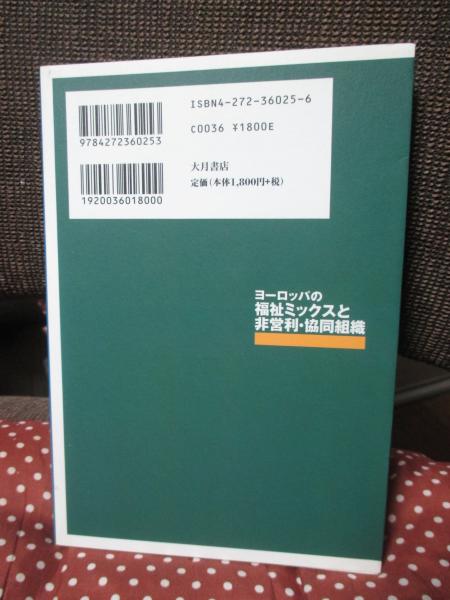 ISBN4-272-36025-6
C0036 ¥1800E
9784272360253
大月書店
定価(本体1,800円+税)
1920036018000
ヨーロッパの
福祉ミックスと
非営利・協同組織